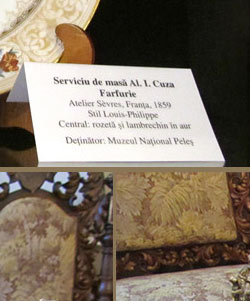 Serviciu de masă Al. I. Cuza
Farfurie
Atelier Sèvres, Franța, 1859
Stil Louis-Philippe
Central: rozetă și lambrechin în aur
Deținător: Muzeul Național Peleș